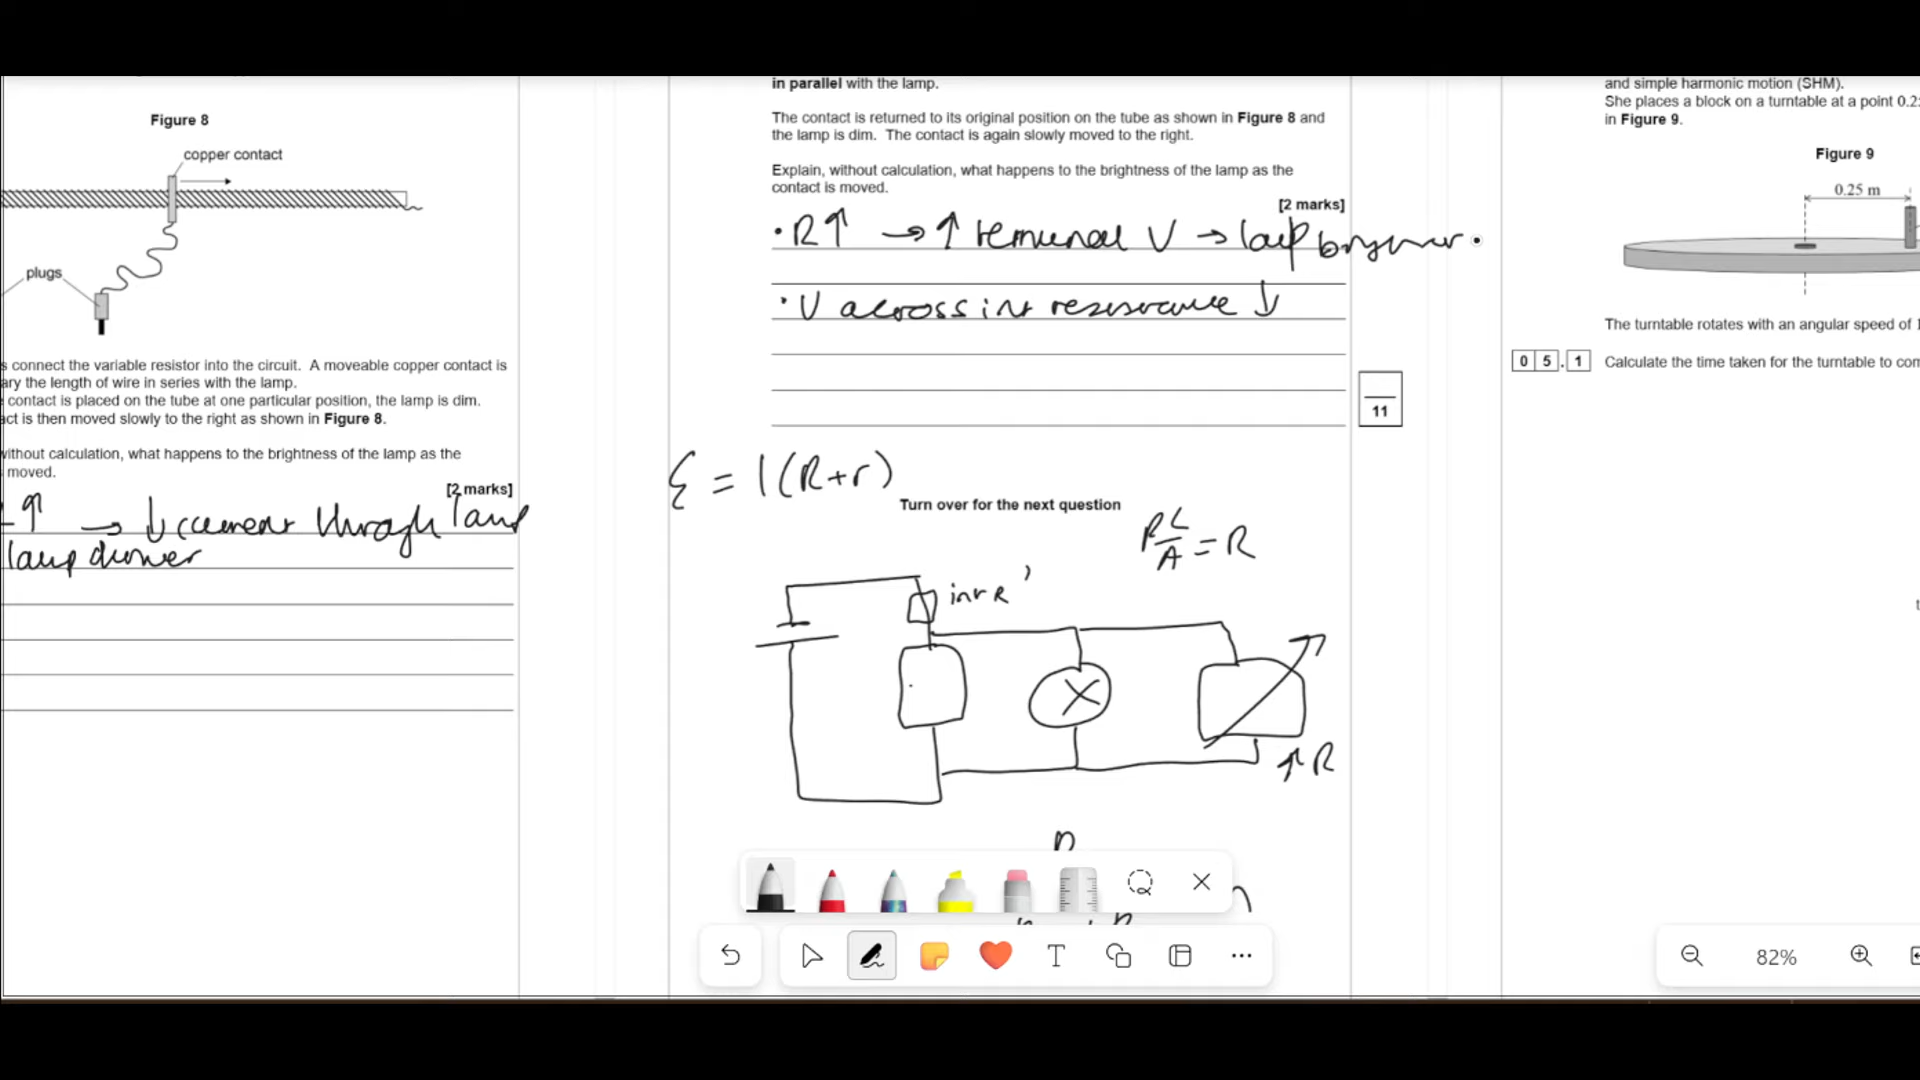 Figure 8
copper contact
plugs
s connect the variable resistor into the circuit. A moveable copper contact is
ary the length of wire in series with the lamp.
contact is placed on the tube at one particular position, the lamp is dim.
act is then moved slowly to the right as shown in Figure 8.
without calculation, what happens to the brightness of the lamp as the
moved.
[2 marks]
↑ → ↓ current through lamp
lamp dimmer
in parallel with the lamp.
The contact is returned to its original position on the tube as shown in Figure 8 and
the lamp is dim. The contact is again slowly moved to the right.
Explain, without calculation, what happens to the brightness of the lamp as the
contact is moved.
[2 marks]
• R↑ → ↑ terminal V → lamp brighter •
• V across int resistance ↓
11
ε = I(R+r)
Turn over for the next question
ρL/A = R
int R
↑ R
and simple harmonic motion (SHM).
She places a block on a turntable at a point 0.2
in Figure 9.
Figure 9
0.25 m
The turntable rotates with an angular speed of 1
0 5 . 1 Calculate the time taken for the turntable to com
T
82%